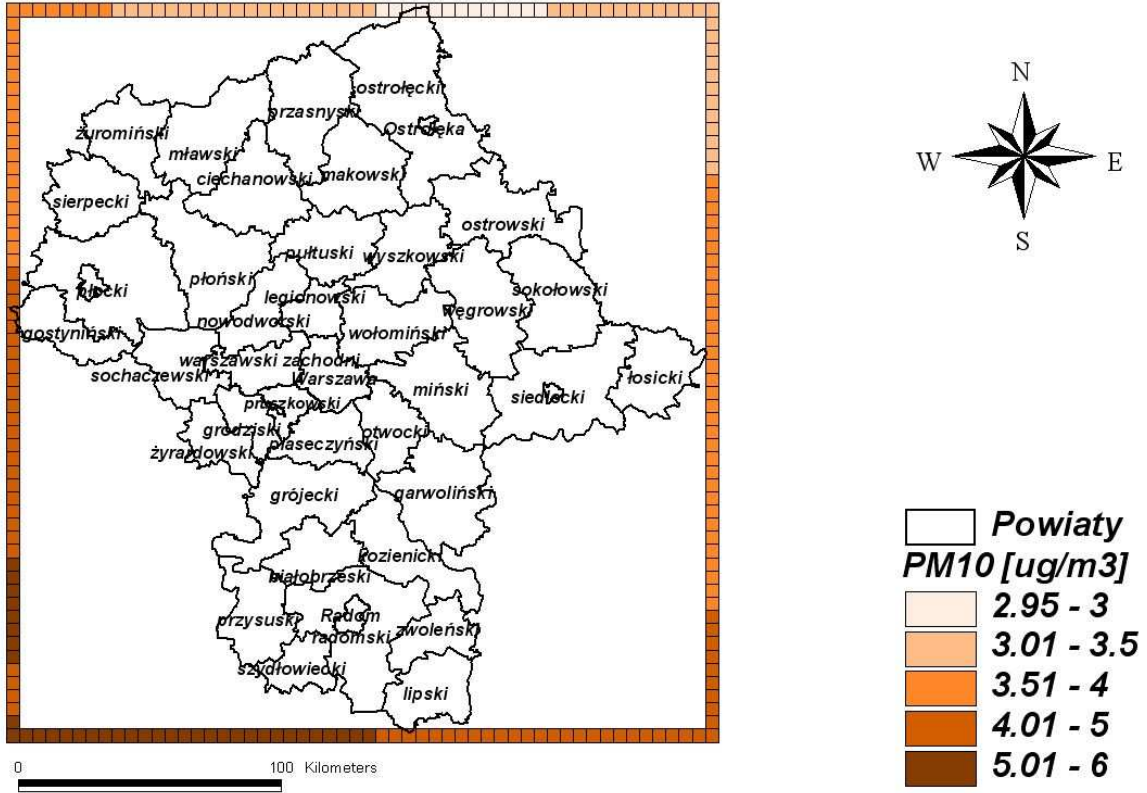 ostrołęcki
N
przasnyski
żuromiński
Ostrołęka
mławski
W
E
ciechanowski
makowski
sierpecki
ostrowski
S
pułtuski
wyszkowski
płoński
płocki
sokołowski
legionowski
węgrowski
nowodworski
gostyniński
wołomiński
warszawski zachodni
sochaczewski
Warszawa
łosicki
miński
siedlecki
pruszkowski
grodziski
otwocki
piaseczyński
żyrardowski
grójecki
garwoliński
kozienicki
białobrzeski
przysuski
Radom
zwoleński
radomski
szydłowiecki
lipski
Powiaty
PM10 [ug/m3]
2.95 - 3
3.01 - 3.5
3.51 - 4
4.01 - 5
5.01 - 6
0 100 Kilometers